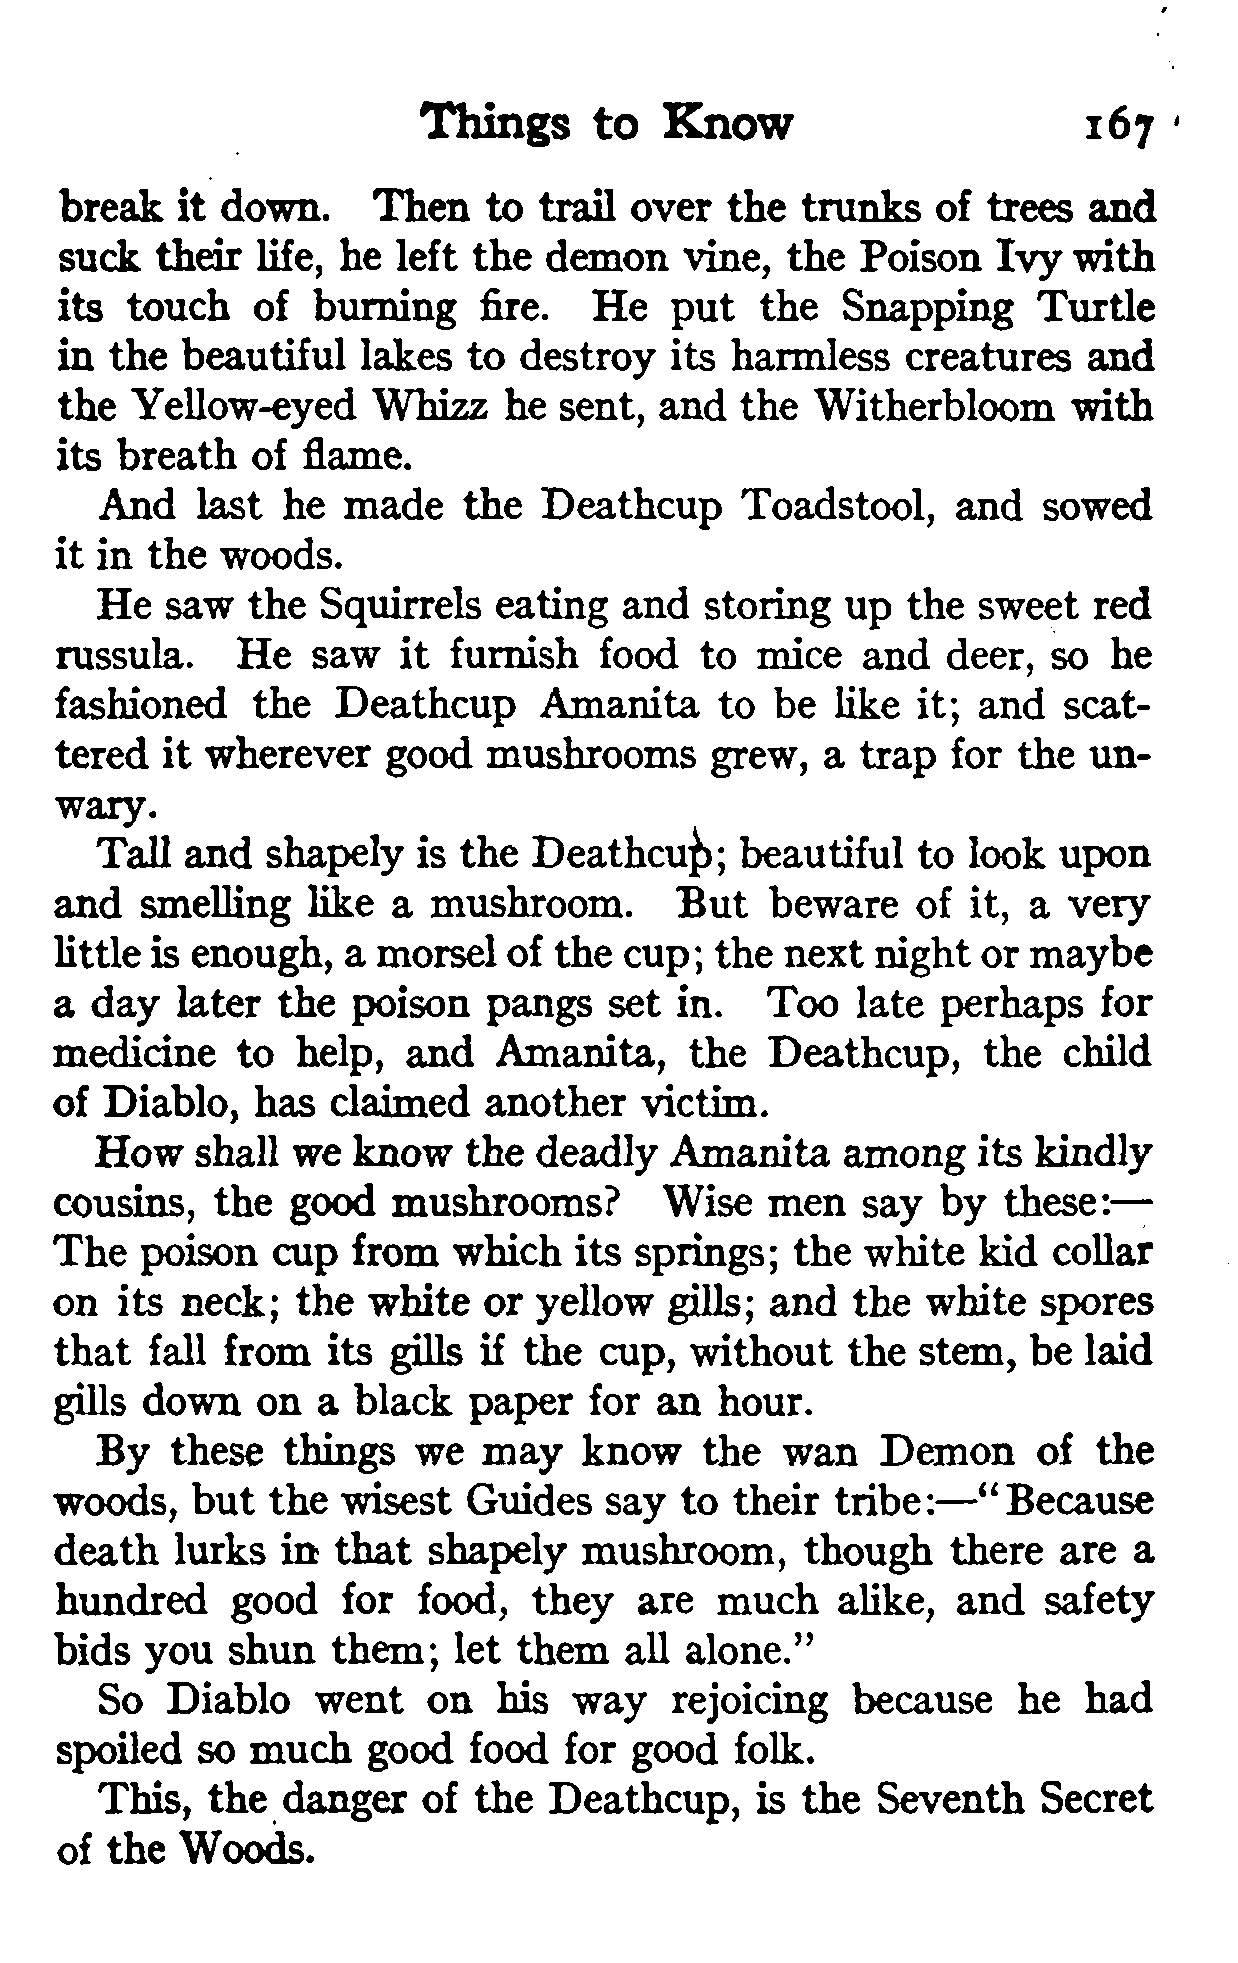 Things to Know 167
break it down. Then to trail over the trunks of trees and
suck their life, he left the demon vine, the Poison Ivy with
its touch of burning fire. He put the Snapping Turtle
in the beautiful lakes to destroy its harmless creatures and
the Yellow-eyed Whizz he sent, and the Witherbloom with
its breath of flame.
And last he made the Deathcup Toadstool, and sowed
it in the woods.
He saw the Squirrels eating and storing up the sweet red
russula. He saw it furnish food to mice and deer, so he
fashioned the Deathcup Amanita to be like it; and scat-
tered it wherever good mushrooms grew, a trap for the un-
wary.
Tall and shapely is the Deathcup; beautiful to look upon
and smelling like a mushroom. But beware of it, a very
little is enough, a morsel of the cup; the next night or maybe
a day later the poison pangs set in. Too late perhaps for
medicine to help, and Amanita, the Deathcup, the child
of Diablo, has claimed another victim.
How shall we know the deadly Amanita among its kindly
cousins, the good mushrooms? Wise men say by these:—
The poison cup from which its springs; the white kid collar
on its neck; the white or yellow gills; and the white spores
that fall from its gills if the cup, without the stem, be laid
gills down on a black paper for an hour.
By these things we may know the wan Demon of the
woods, but the wisest Guides say to their tribe:—"Because
death lurks in that shapely mushroom, though there are a
hundred good for food, they are much alike, and safety
bids you shun them; let them all alone."
So Diablo went on his way rejoicing because he had
spoiled so much good food for good folk.
This, the danger of the Deathcup, is the Seventh Secret
of the Woods.